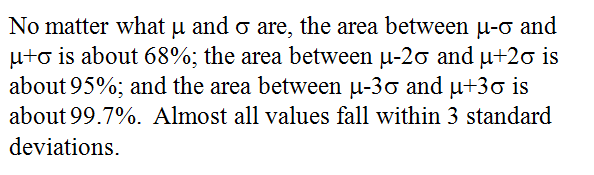 No matter what μ and σ are, the area between μ-σ and
μ+σ is about 68%; the area between μ-2σ and μ+2σ is
about 95%; and the area between μ-3σ and μ+3σ is
about 99.7%.  Almost all values fall within 3 standard
deviations.